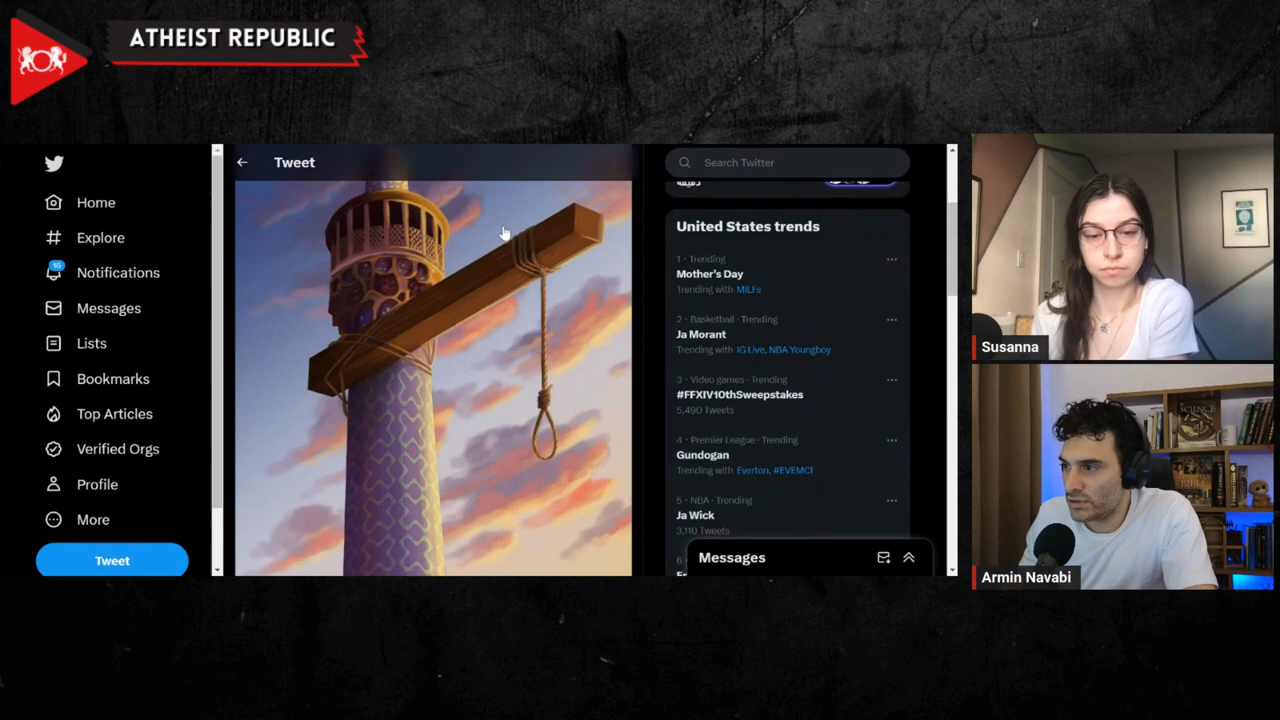 ATHEIST REPUBLIC
Home
Explore
16
Notifications
Messages
Lists
Bookmarks
Top Articles
Verified Orgs
Profile
More
Tweet
Tweet
Search Twitter
United States trends
1 · Trending
Mother's Day
Trending with MILFs
2 · Basketball · Trending
Ja Morant
Trending with IG Live, NBA Youngboy
3 · Video games · Trending
#FFXIV10thSweepstakes
5,490 Tweets
4 · Premier League · Trending
Gundogan
Trending with Everton, #EVEMCI
5 · NBA · Trending
Ja Wick
3,110 Tweets
6
Messages
Susanna
SCIENCE
Armin Navabi